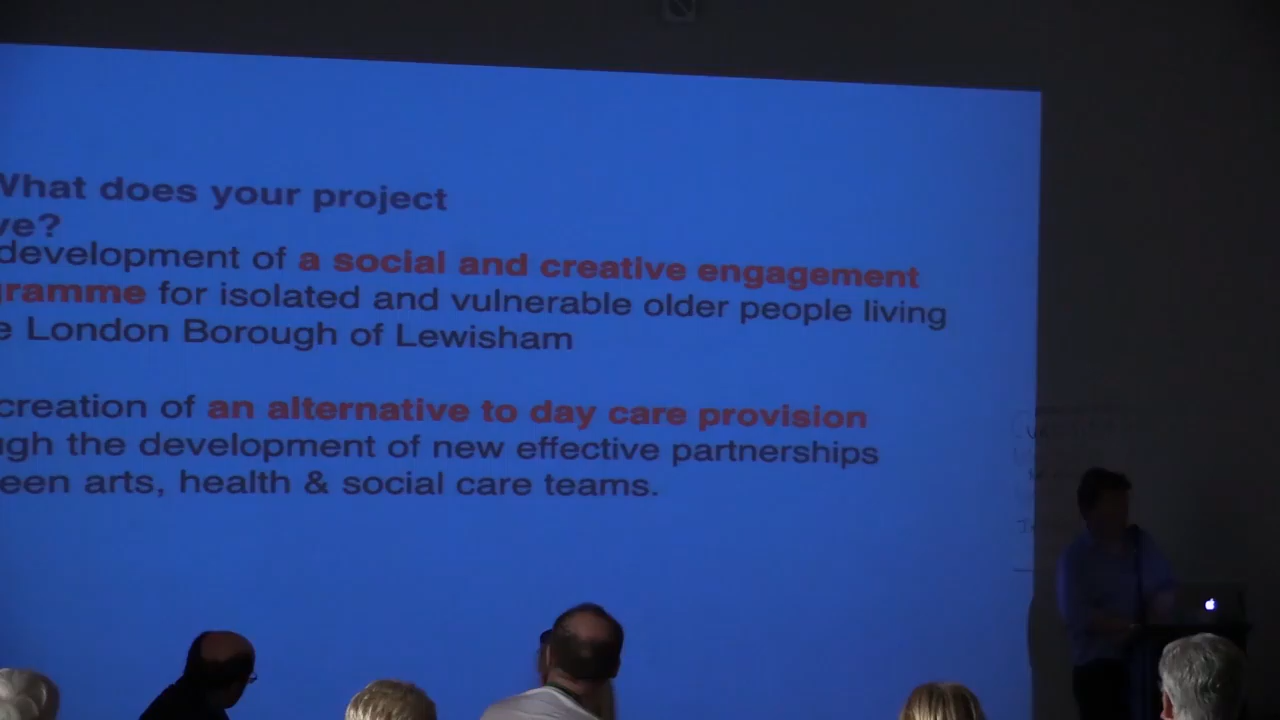 What does your project
ve?
development of a social and creative engagement
gramme for isolated and vulnerable older people living
e London Borough of Lewisham
creation of an alternative to day care provision
ugh the development of new effective partnerships
een arts, health & social care teams.